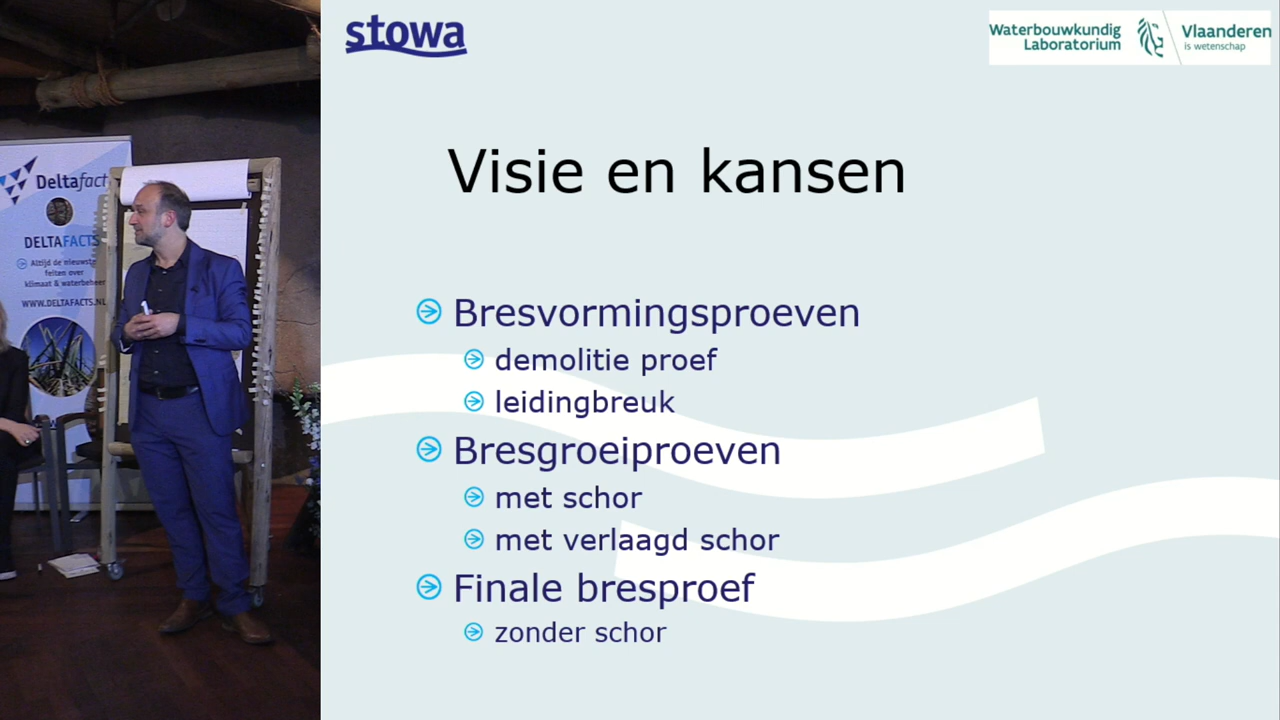 stowa
Waterbouwkundig
Laboratorium
Vlaanderen
is wetenschap
Visie en kansen
Bresvormingsproeven
demolitie proef
leidingbreuk
Bresgroeiproeven
met schor
met verlaagd schor
Finale bresproef
zonder schor
Deltafact
DELTAFACTS
Altijd de nieuwste
feiten over
klimaat & waterbeheer
WWW.DELTAFACTS.NL